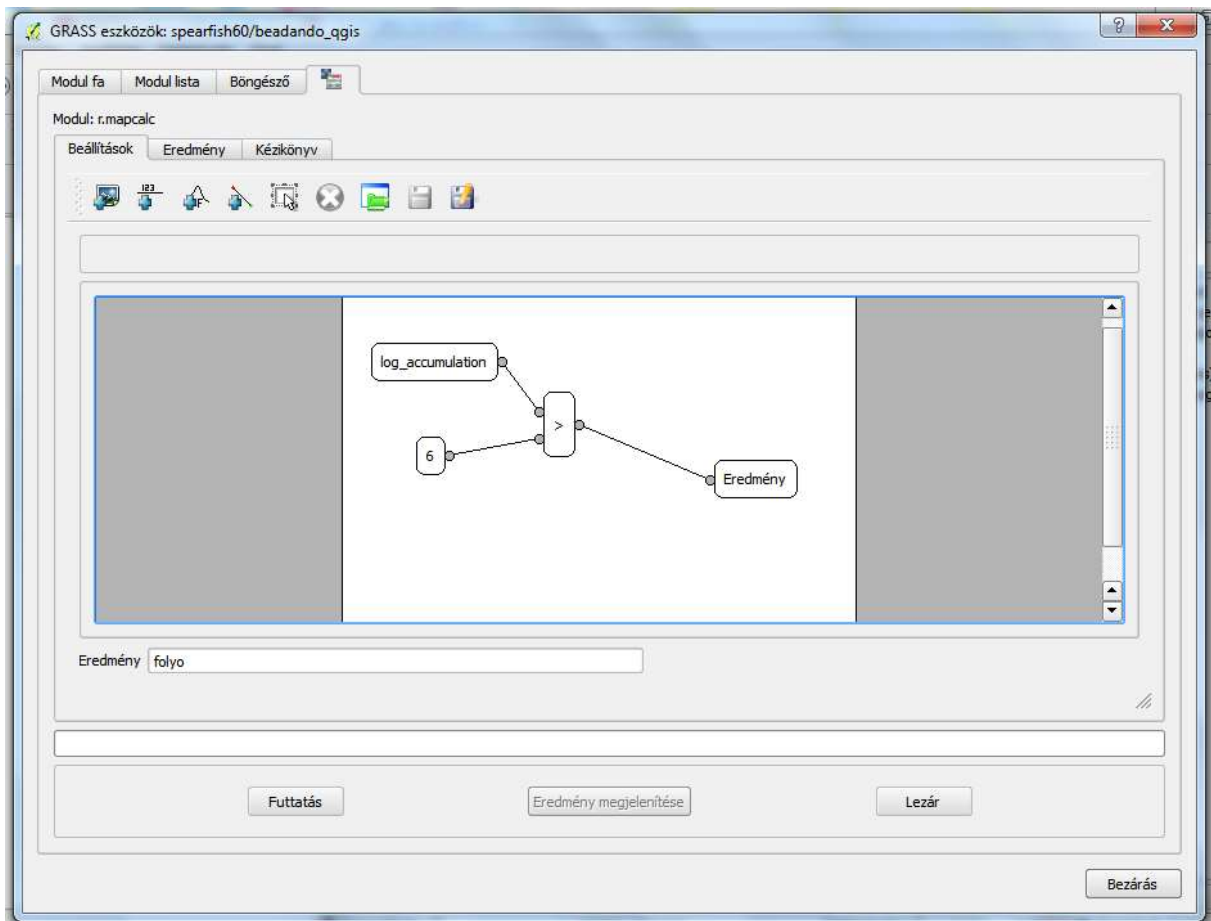 GRASS eszközök: spearfish60/beadando_qgis
Modul fa
Modul lista
Böngésző
Modul: r.mapcalc
Beállítások
Eredmény
Kézikönyv
123
F
log_accumulation
>
6
Eredmény
Eredmény
folyo
Futtatás
Eredmény megjelenítése
Lezár
Bezárás